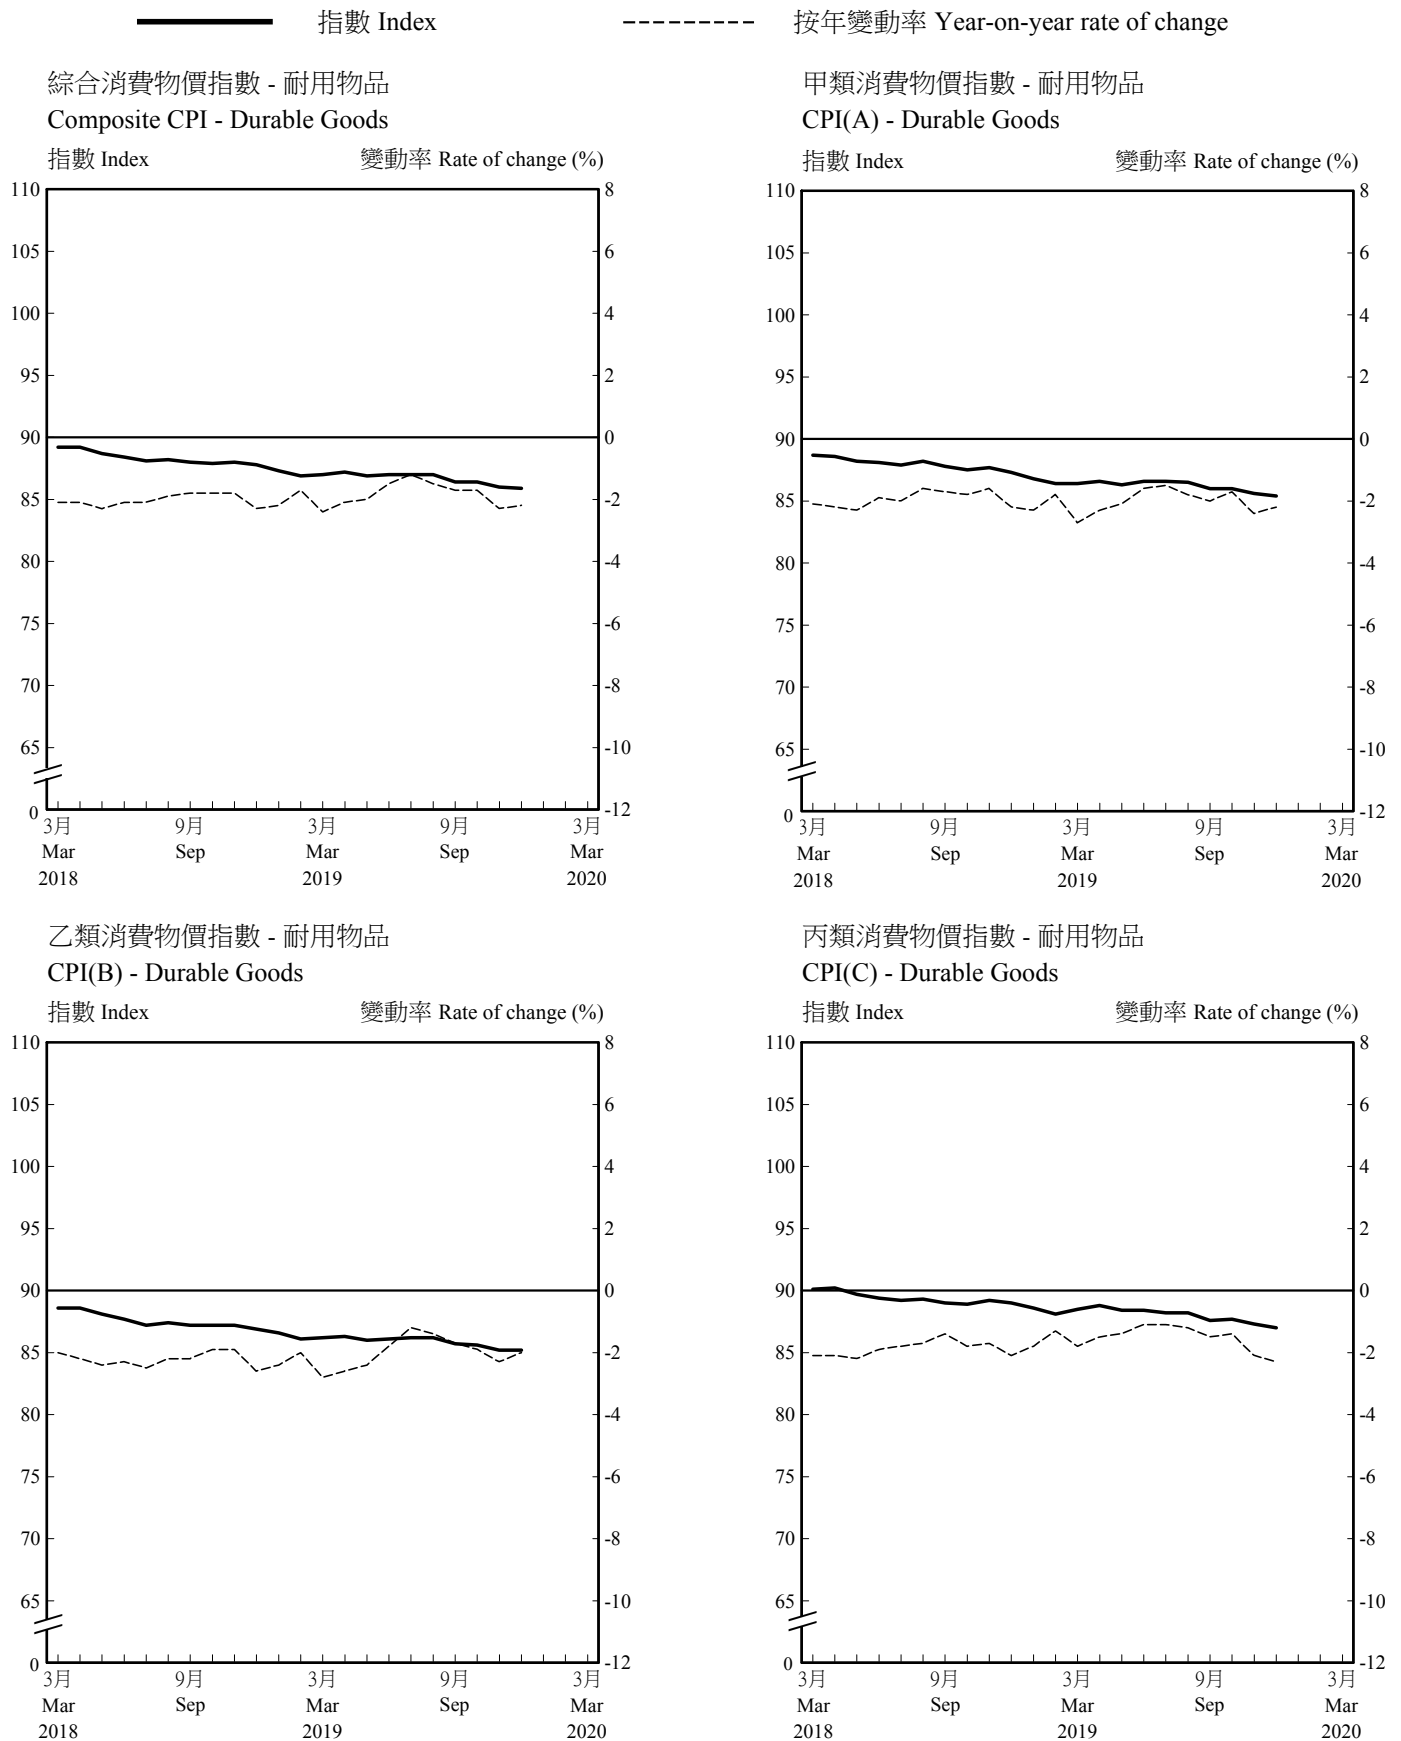 指數 Index 按年變動率 Year-on-year rate of change
綜合消費物價指數 - 耐用物品
Composite CPI - Durable Goods
指數 Index 變動率 Rate of change (%)
110 8
105 6
100 4
95 2
90 0
85 -2
80 -4
75 -6
70 -8
65 -10
0 -12
3月 9月 3月 9月 3月
Mar Sep Mar Sep Mar
2018 2019 2020
甲類消費物價指數 - 耐用物品
CPI(A) - Durable Goods
指數 Index 變動率 Rate of change (%)
110 8
105 6
100 4
95 2
90 0
85 -2
80 -4
75 -6
70 -8
65 -10
0 -12
3月 9月 3月 9月 3月
Mar Sep Mar Sep Mar
2018 2019 2020
乙類消費物價指數 - 耐用物品
CPI(B) - Durable Goods
指數 Index 變動率 Rate of change (%)
110 8
105 6
100 4
95 2
90 0
85 -2
80 -4
75 -6
70 -8
65 -10
0 -12
3月 9月 3月 9月 3月
Mar Sep Mar Sep Mar
2018 2019 2020
丙類消費物價指數 - 耐用物品
CPI(C) - Durable Goods
指數 Index 變動率 Rate of change (%)
110 8
105 6
100 4
95 2
90 0
85 -2
80 -4
75 -6
70 -8
65 -10
0 -12
3月 9月 3月 9月 3月
Mar Sep Mar Sep Mar
2018 2019 2020